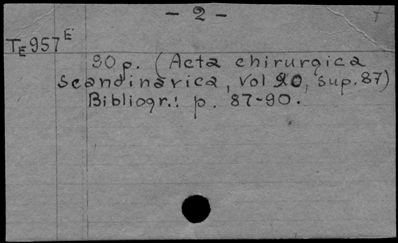 - 2 -
TE957E
90 p. (Acta chirurgica
scandinavica, vol 90, sup. 87)
Bibliogr.: p. 87-90.